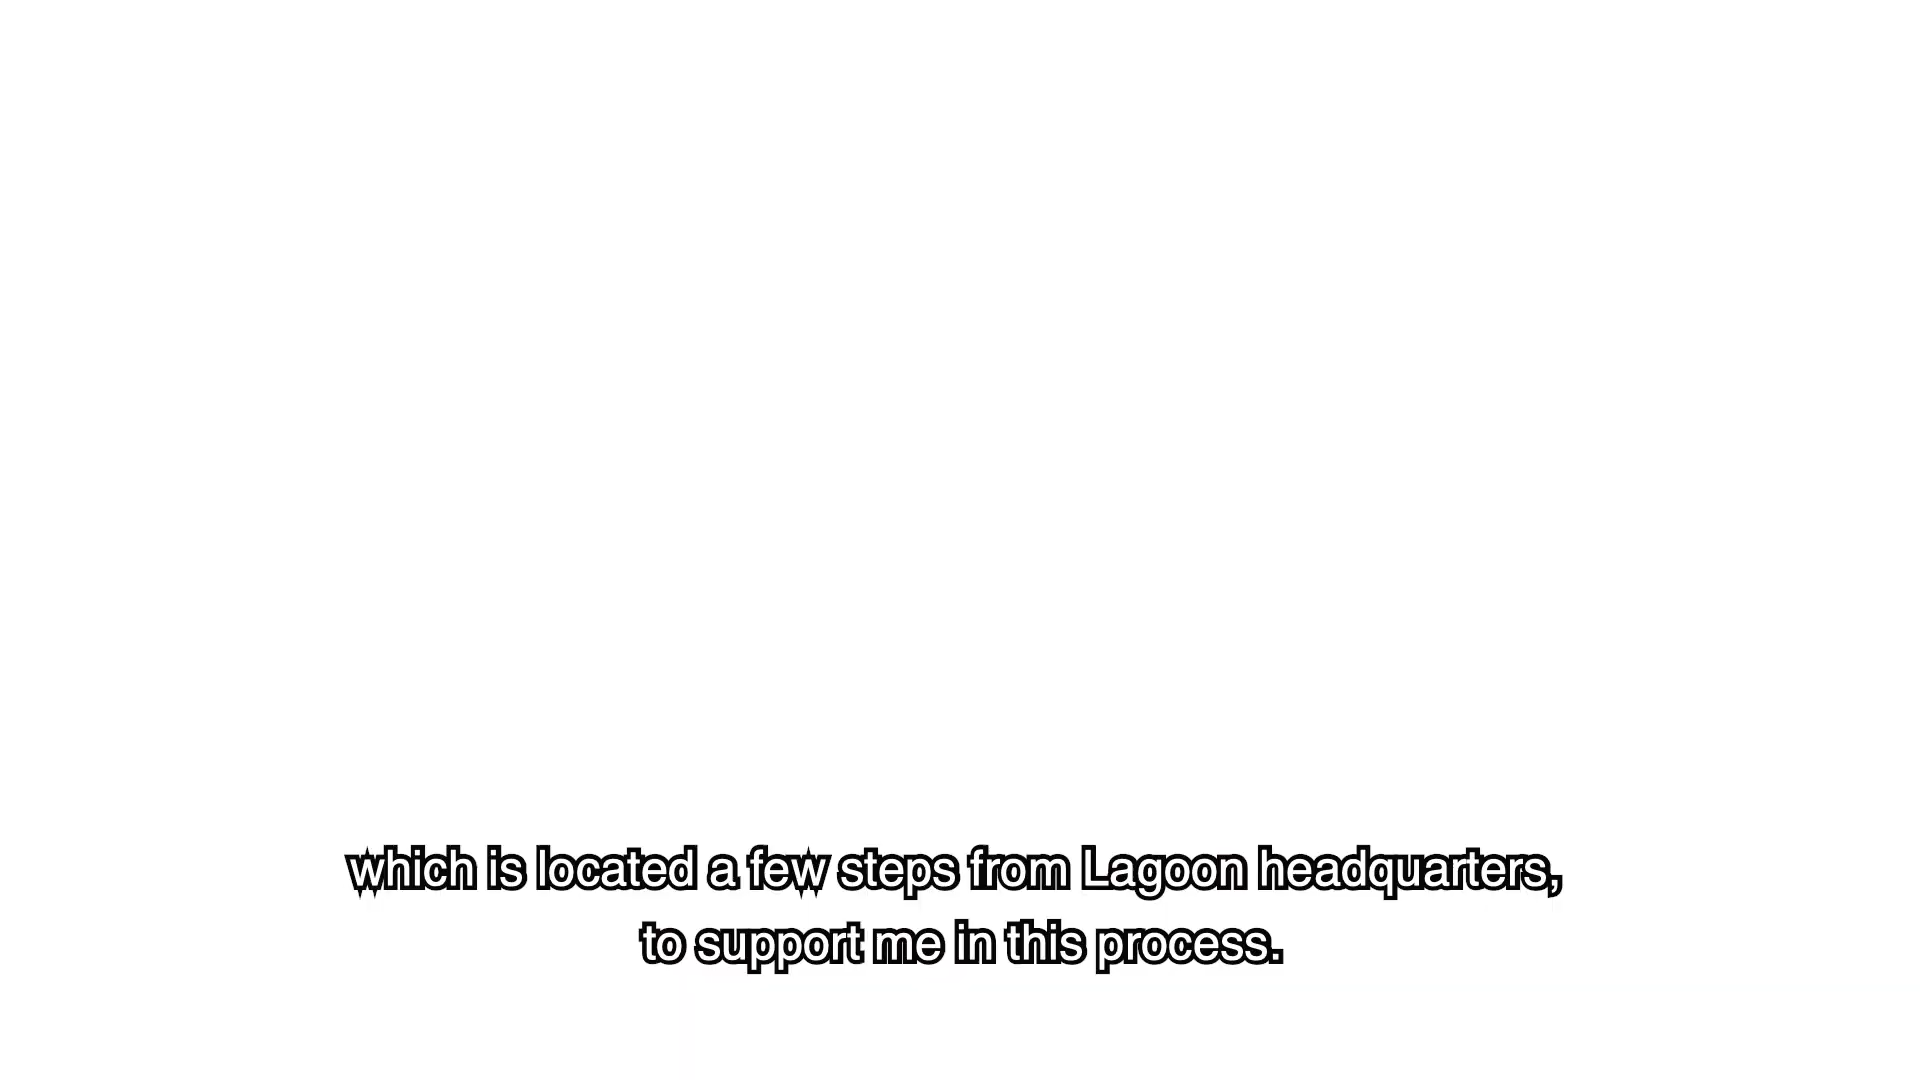 which is located a few steps from Lagoon headquarters,
to support me in this process.